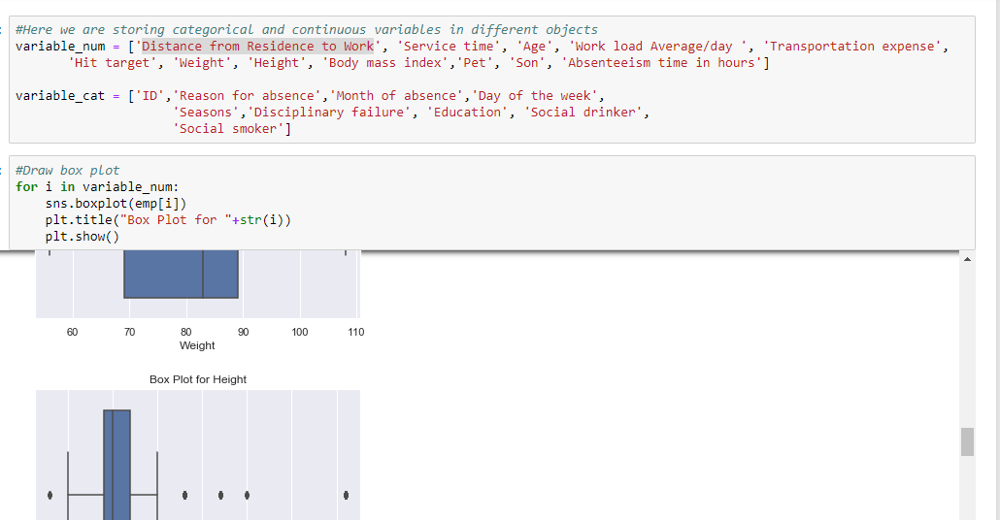 #Here we are storing categorical and continuous variables in different objects
variable_num = ['Distance from Residence to Work', 'Service time', 'Age', 'Work load Average/day ', 'Transportation expense',
'Hit target', 'Weight', 'Height', 'Body mass index','Pet', 'Son', 'Absenteeism time in hours']
variable_cat = ['ID','Reason for absence','Month of absence','Day of the week',
'Seasons','Disciplinary failure', 'Education', 'Social drinker',
'Social smoker']
#Draw box plot
for i in variable_num:
sns.boxplot(emp[i])
plt.title("Box Plot for "+str(i))
plt.show()
60 70 80 90 100 110
Weight
Box Plot for Height